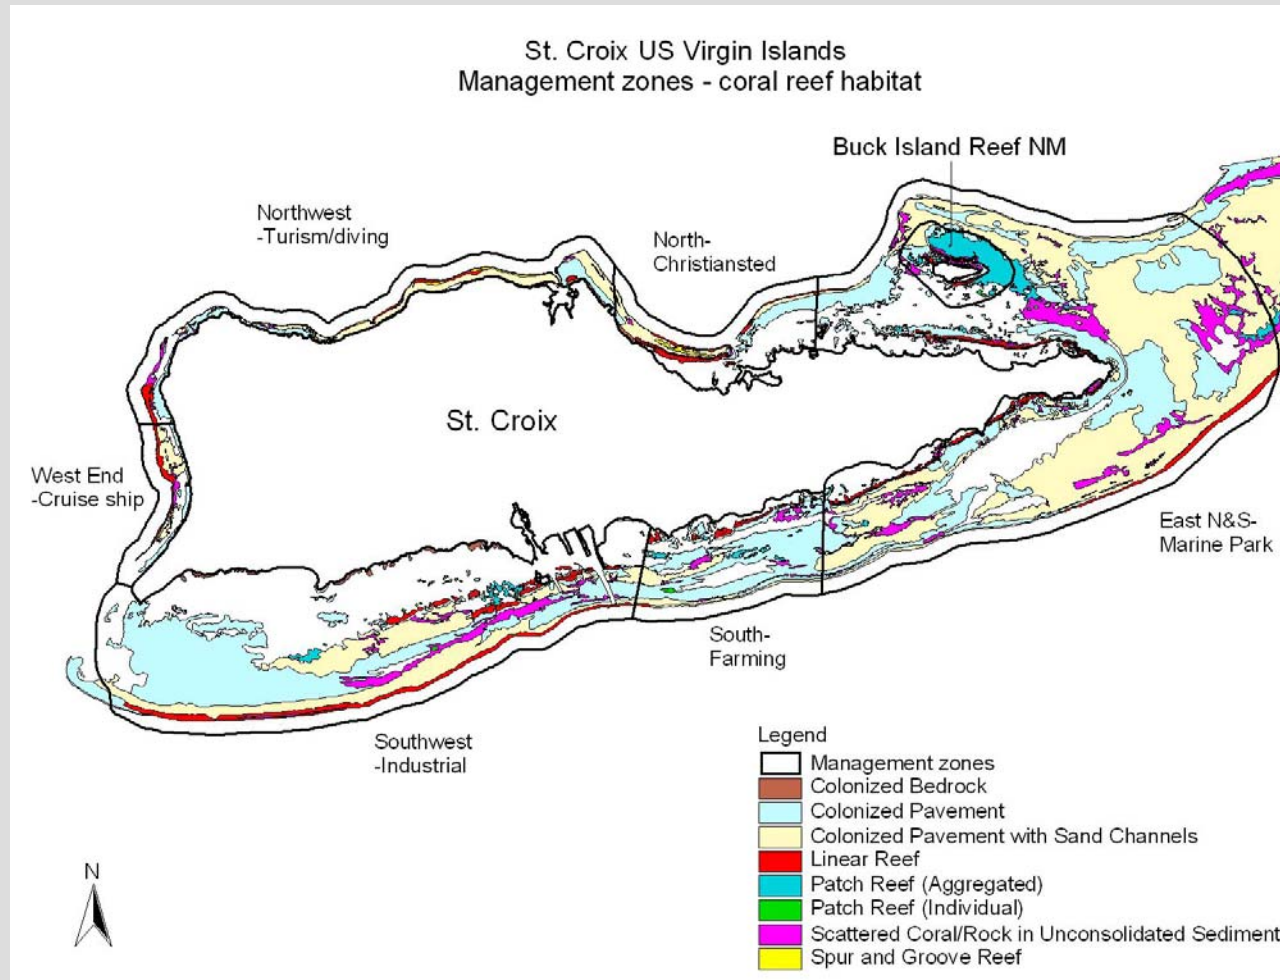 St. Croix US Virgin Islands
Management zones - coral reef habitat
Buck Island Reef NM
Northwest
-Turism/diving
North-
Christiansted
St. Croix
West End
-Cruise ship
East N&S-
Marine Park
South-
Farming
Southwest
-Industrial
Legend
Management zones
Colonized Bedrock
Colonized Pavement
Colonized Pavement with Sand Channels
Linear Reef
Patch Reef (Aggregated)
Patch Reef (Individual)
Scattered Coral/Rock in Unconsolidated Sediment
Spur and Groove Reef
N